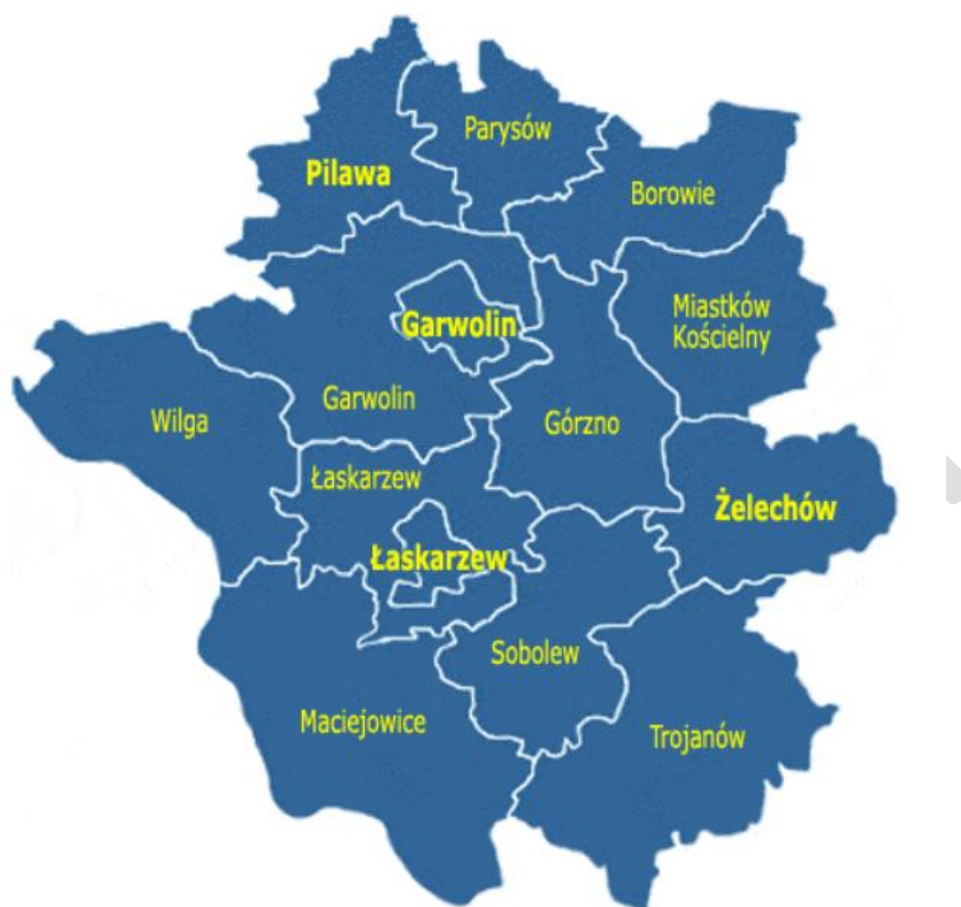 Parysów
Pilawa
Borowie
Miastków
Kościelny
Garwolin
Garwolin
Wilga
Górzno
Łaskarzew
Żelechów
Łaskarzew
Sobolew
Maciejowice
Trojanów